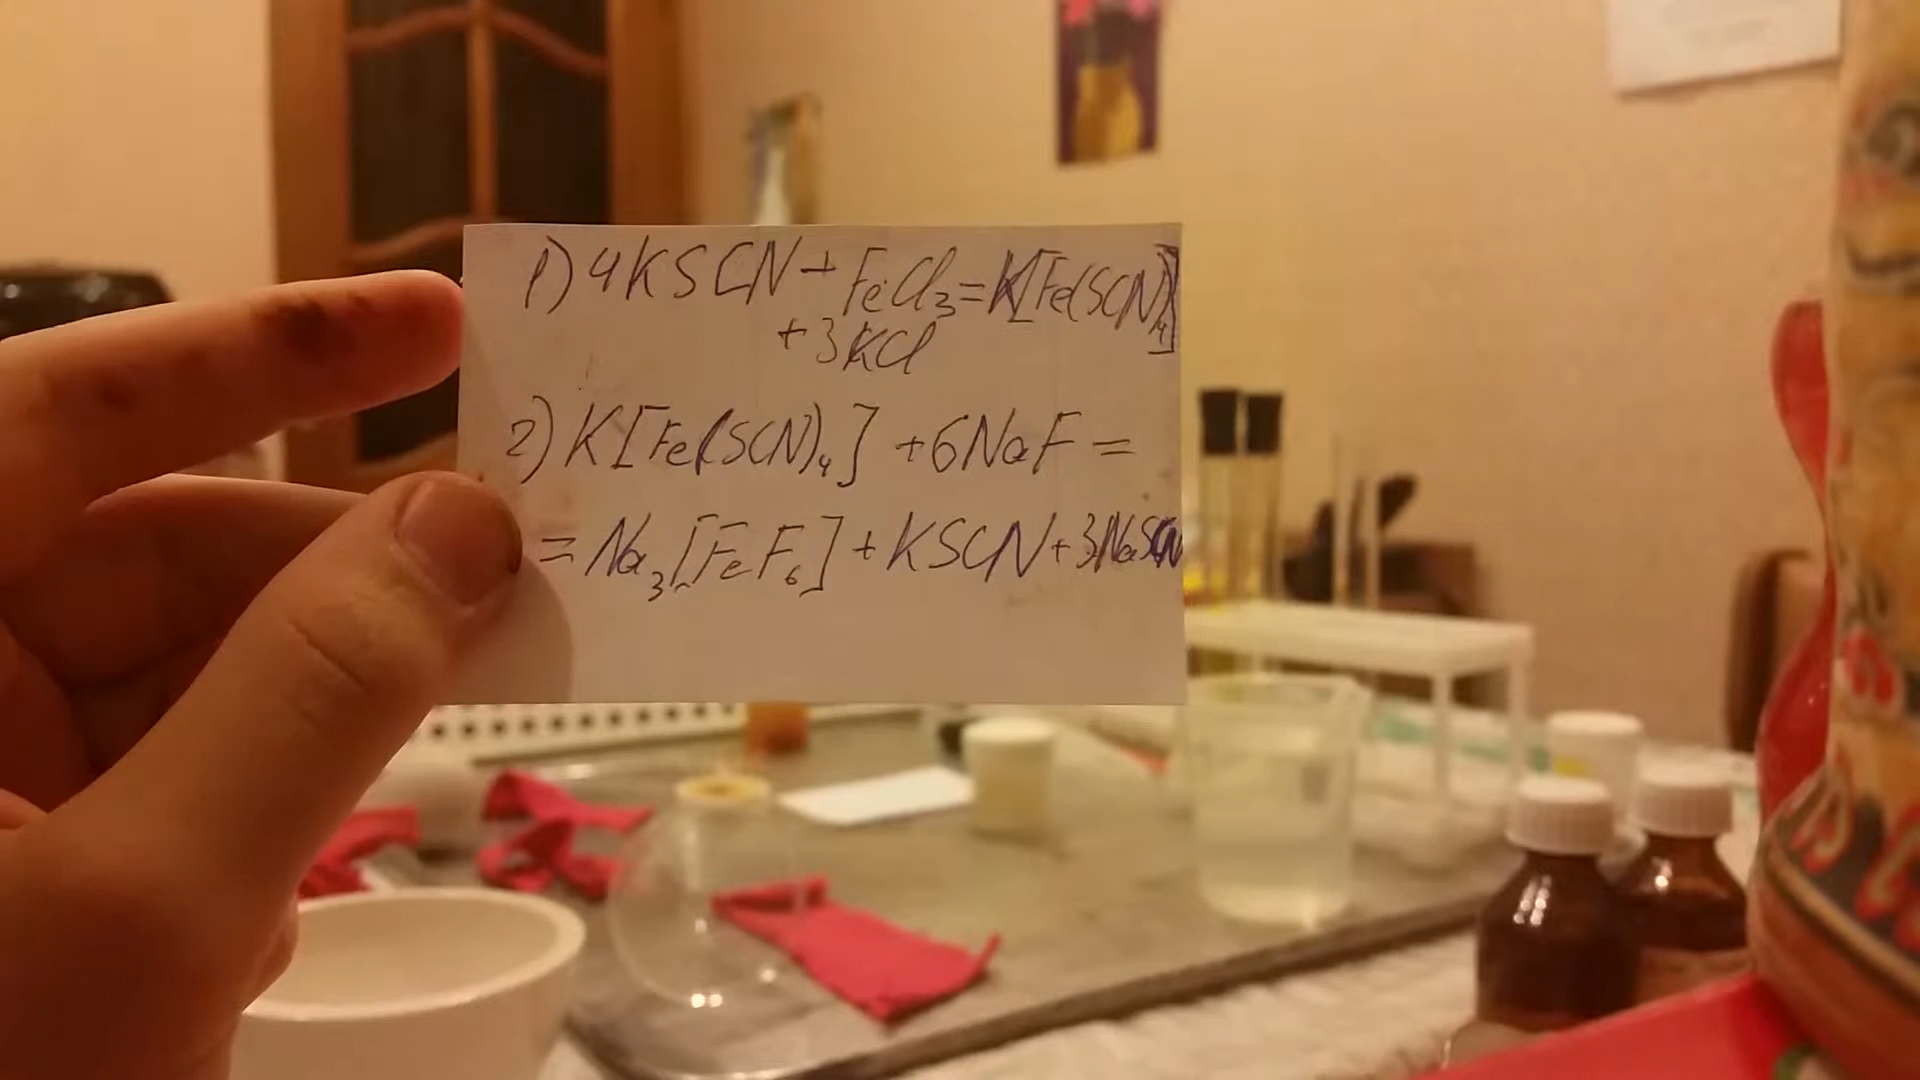 1) 4KSCN + FeCl₃ = K[Fe(SCN)₄]
+ 3KCl
2) K[Fe(SCN)₄] + 6NaF =
= Na₃[FeF₆] + KSCN + 3NaSCN